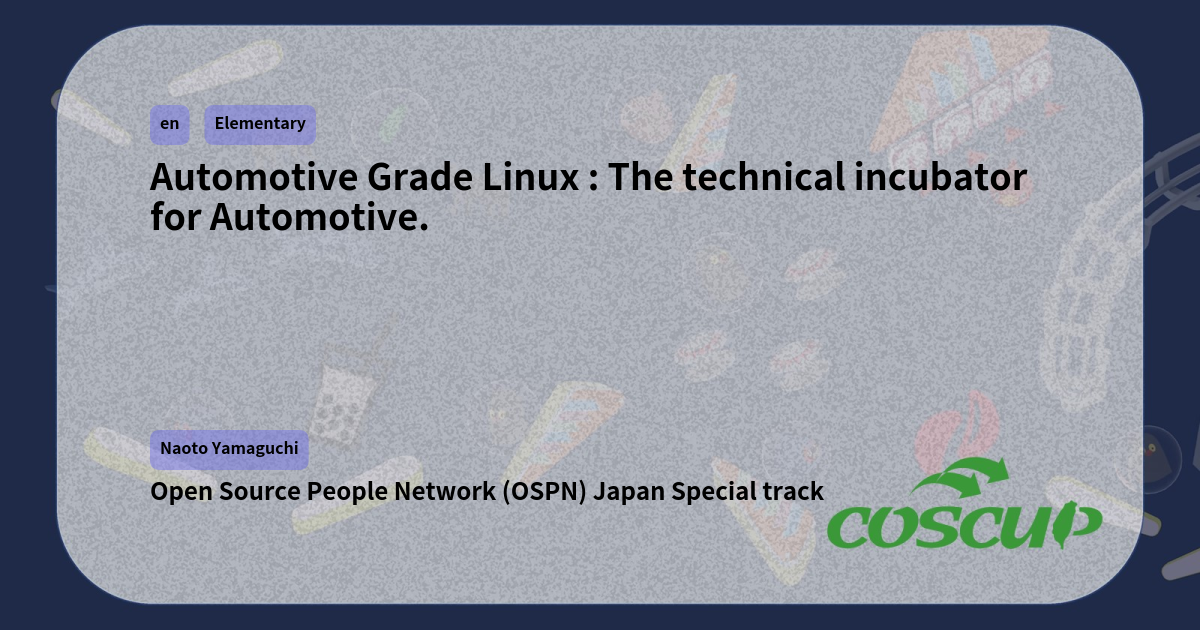 en
Elementary
Automotive Grade Linux : The technical incubator
for Automotive.
Naoto Yamaguchi
Open Source People Network (OSPN) Japan Special track
COSCUP